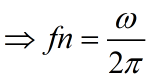 ⇒ fn = ω / 2π